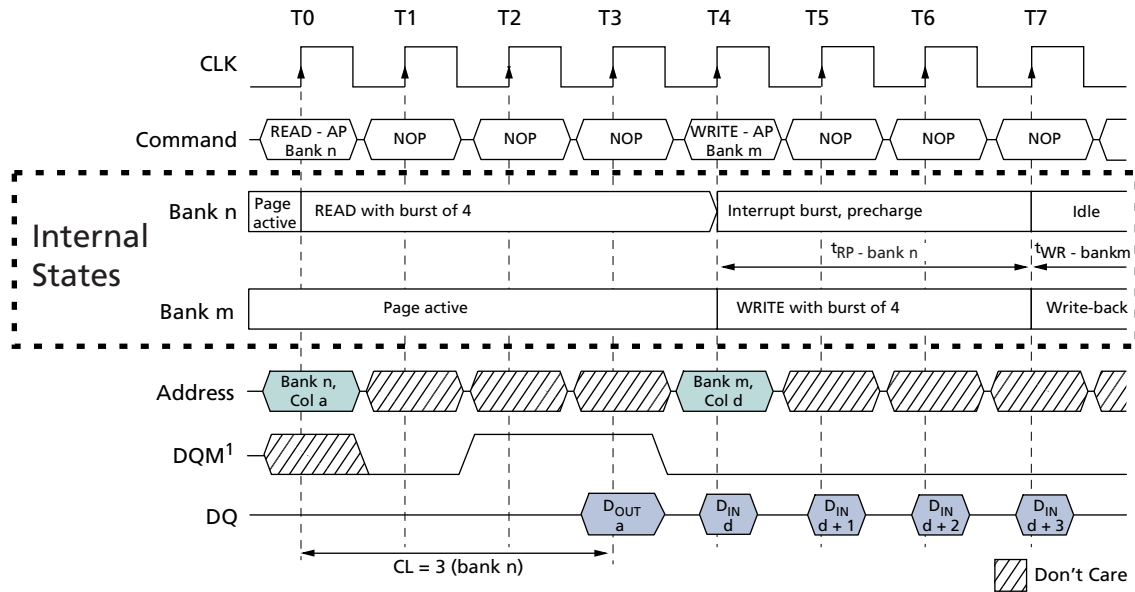 T0 T1 T2 T3 T4 T5 T6 T7
CLK
Command
READ - AP
Bank n
NOP
NOP
NOP
WRITE - AP
Bank m
NOP
NOP
NOP
Internal
States
Bank n
Page
active
READ with burst of 4
Interrupt burst, precharge
Idle
tRP - bank n
tWR - bankm
Bank m
Page active
WRITE with burst of 4
Write-back
Address
Bank n,
Col a
Bank m,
Col d
DQM1
DQ
DOUT
a
DIN
d
DIN
d + 1
DIN
d + 2
DIN
d + 3
CL = 3 (bank n)
Don't Care